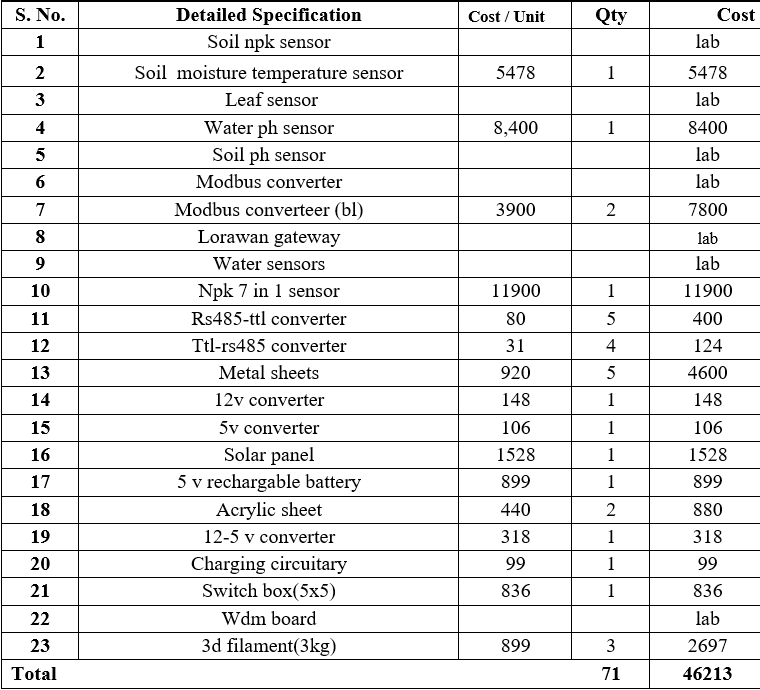 S. No. Detailed Specification Cost / Unit Qty Cost
1 Soil npk sensor lab
2 Soil moisture temperature sensor 5478 1 5478
3 Leaf sensor lab
4 Water ph sensor 8,400 1 8400
5 Soil ph sensor lab
6 Modbus converter lab
7 Modbus converteer (bl) 3900 2 7800
8 Lorawan gateway lab
9 Water sensors lab
10 Npk 7 in 1 sensor 11900 1 11900
11 Rs485-ttl converter 80 5 400
12 Ttl-rs485 converter 31 4 124
13 Metal sheets 920 5 4600
14 12v converter 148 1 148
15 5v converter 106 1 106
16 Solar panel 1528 1 1528
17 5 v rechargable battery 899 1 899
18 Acrylic sheet 440 2 880
19 12-5 v converter 318 1 318
20 Charging circuitary 99 1 99
21 Switch box(5x5) 836 1 836
22 Wdm board lab
23 3d filament(3kg) 899 3 2697
Total 71 46213